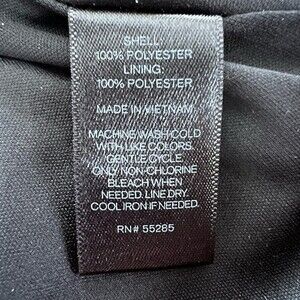 SHELL:
100% POLYESTER
LINING:
100% POLYESTER
MADE IN VIETNAM
MACHINE WASH COLD
WITH LIKE COLORS.
GENTLE CYCLE.
ONLY NON-CHLORINE
BLEACH WHEN
NEEDED. LINE DRY.
COOL IRON IF NEEDED.
RN# 55285